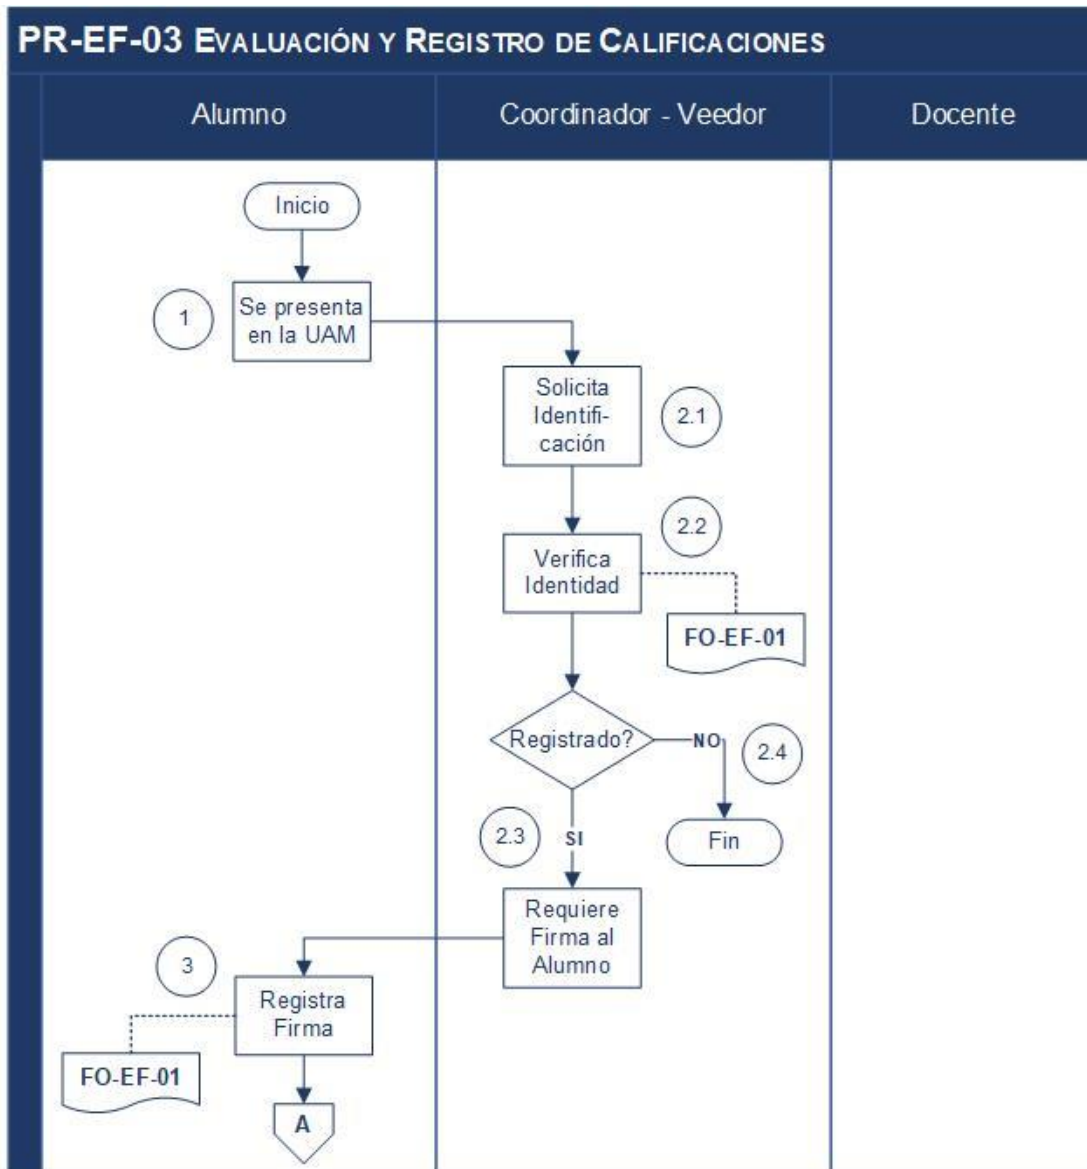 PR-EF-03 EVALUACIÓN Y REGISTRO DE CALIFICACIONES
Alumno
Coordinador - Veedor
Docente
Inicio
1
Se presenta
en la UAM
Solicita
Identifi-
cación
2.1
2.2
Verifica
Identidad
FO-EF-01
Registrado?
NO
2.4
2.3
SI
Fin
Requiere
Firma al
Alumno
3
Registra
Firma
FO-EF-01
A